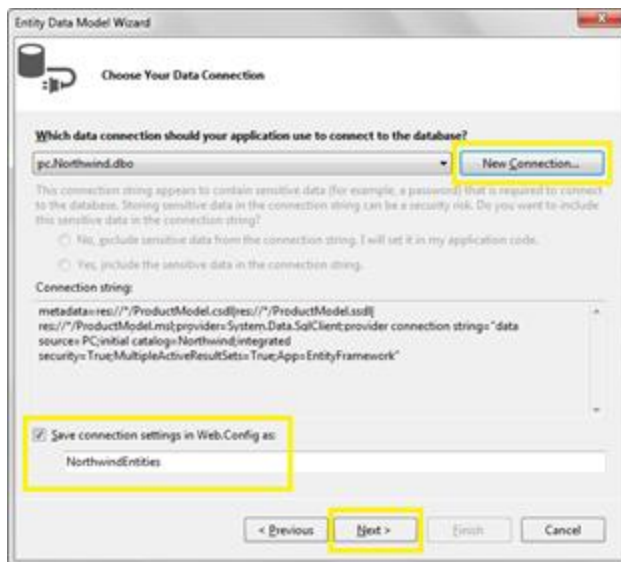 Entity Data Model Wizard
Choose Your Data Connection
Which data connection should your application use to connect to the database?
pc.Northwind.dbo
New Connection...
This connection string appears to contain sensitive data (for example, a password) that is required to connect
to the database. Storing sensitive data in the connection string can be a security risk. Do you want to include
this sensitive data in the connection string?
No, exclude sensitive data from the connection string. I will set it in my application code.
Yes, include the sensitive data in the connection string.
Connection string:
metadata=res://*/ProductModel.csdl|res://*/ProductModel.ssdl|
res://*/ProductModel.msl;provider=System.Data.SqlClient;provider connection string="data
source=PC;initial catalog=Northwind;integrated
security=True;MultipleActiveResultSets=True;App=EntityFramework"
Save connection settings in Web.Config as:
NorthwindEntities
< Previous
Next >
Finish
Cancel